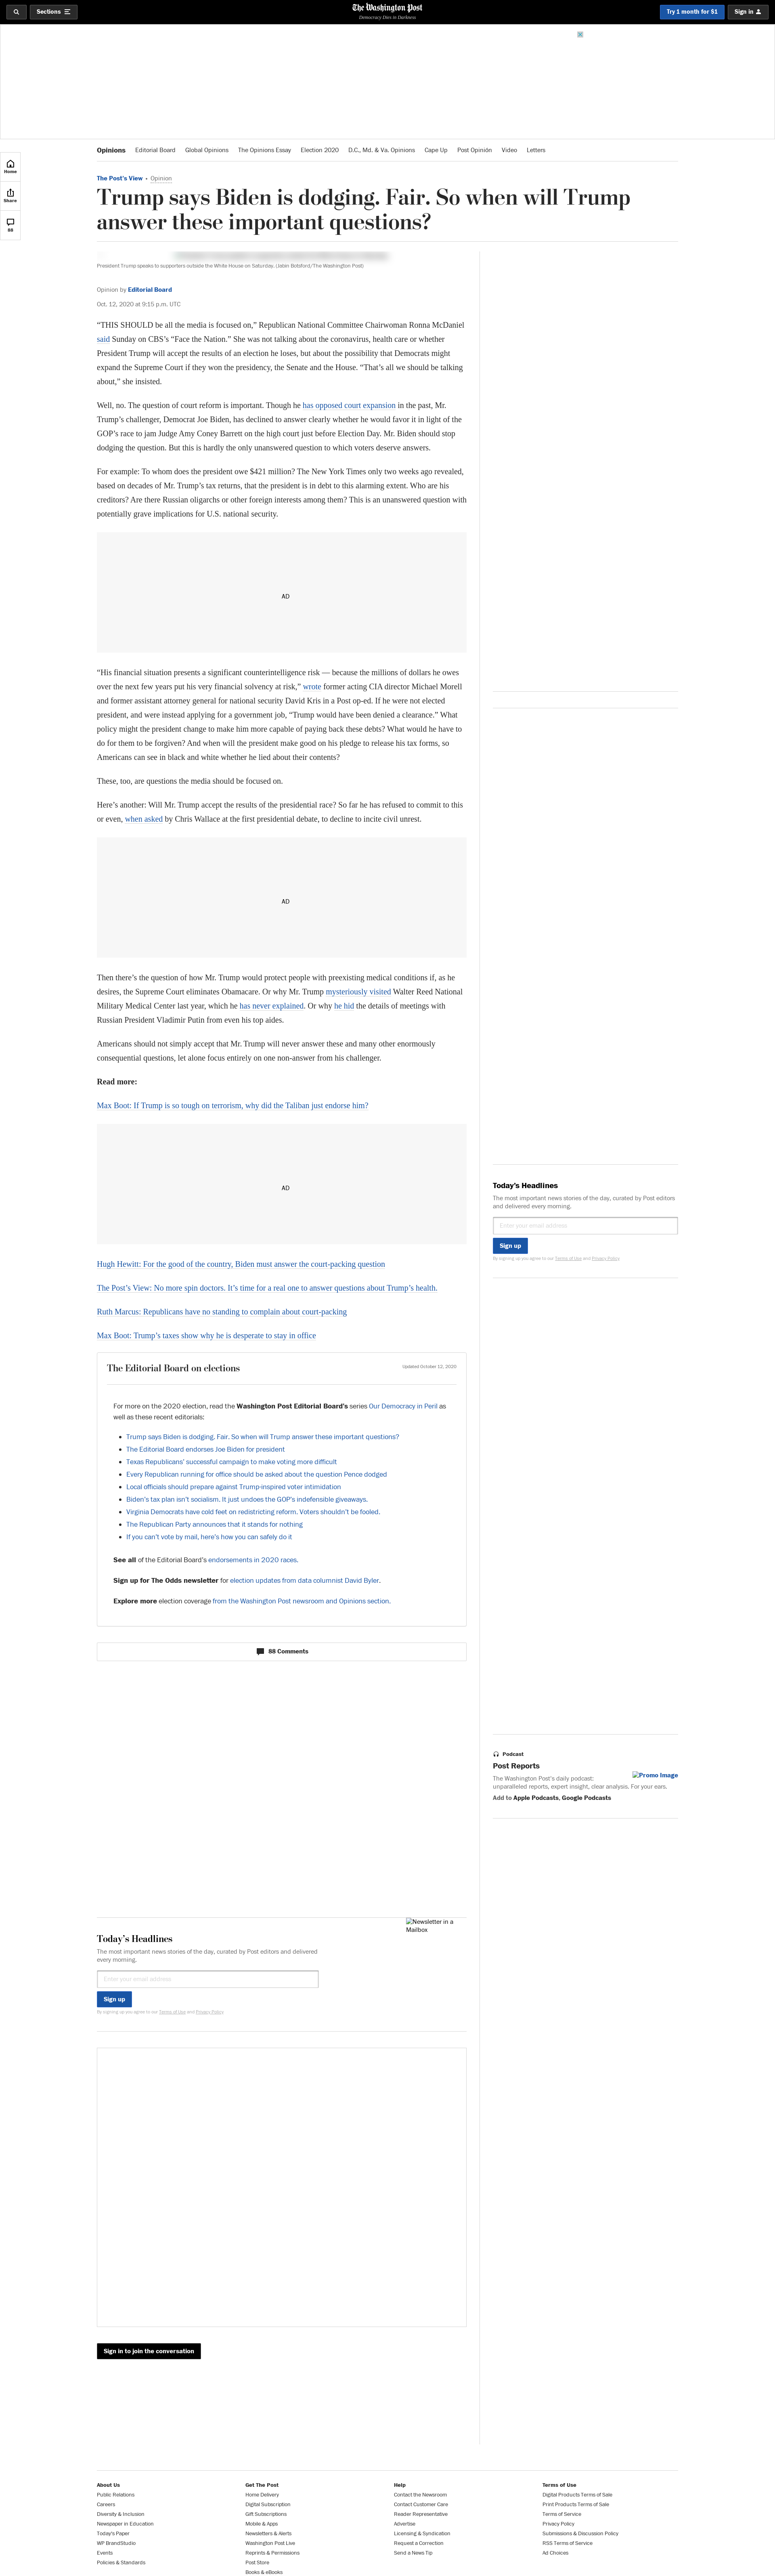 Sections
The Washington Post
Democracy Dies in Darkness
Try 1 month for $1
Sign in
Home
Share
88
Opinions
Editorial Board
Global Opinions
The Opinions Essay
Election 2020
D.C., Md. & Va. Opinions
Cape Up
Post Opinión
Video
Letters
The Post's View • Opinion
Trump says Biden is dodging. Fair. So when will Trump
answer these important questions?
President Trump speaks to supporters outside the White House on Saturday. (Jabin Botsford/The Washington Post)
Opinion by Editorial Board
Oct. 12, 2020 at 9:15 p.m. UTC
“THIS SHOULD be all the media is focused on,” Republican National Committee Chairwoman Ronna McDaniel
said Sunday on CBS’s “Face the Nation.” She was not talking about the coronavirus, health care or whether
President Trump will accept the results of an election he loses, but about the possibility that Democrats might
expand the Supreme Court if they won the presidency, the Senate and the House. “That’s all we should be talking
about,” she insisted.
Well, no. The question of court reform is important. Though he has opposed court expansion in the past, Mr.
Trump’s challenger, Democrat Joe Biden, has declined to answer clearly whether he would favor it in light of the
GOP’s race to jam Judge Amy Coney Barrett on the high court just before Election Day. Mr. Biden should stop
dodging the question. But this is hardly the only unanswered question to which voters deserve answers.
For example: To whom does the president owe $421 million? The New York Times only two weeks ago revealed,
based on decades of Mr. Trump’s tax returns, that the president is in debt to this alarming extent. Who are his
creditors? Are there Russian oligarchs or other foreign interests among them? This is an unanswered question with
potentially grave implications for U.S. national security.
AD
“His financial situation presents a significant counterintelligence risk — because the millions of dollars he owes
over the next few years put his very financial solvency at risk,” wrote former acting CIA director Michael Morell
and former assistant attorney general for national security David Kris in a Post op-ed. If he were not elected
president, and were instead applying for a government job, “Trump would have been denied a clearance.” What
policy might the president change to make him more capable of paying back these debts? What would he have to
do for them to be forgiven? And when will the president make good on his pledge to release his tax forms, so
Americans can see in black and white whether he lied about their contents?
These, too, are questions the media should be focused on.
Here’s another: Will Mr. Trump accept the results of the presidential race? So far he has refused to commit to this
or even, when asked by Chris Wallace at the first presidential debate, to decline to incite civil unrest.
AD
Then there’s the question of how Mr. Trump would protect people with preexisting medical conditions if, as he
desires, the Supreme Court eliminates Obamacare. Or why Mr. Trump mysteriously visited Walter Reed National
Military Medical Center last year, which he has never explained. Or why he hid the details of meetings with
Russian President Vladimir Putin from even his top aides.
Americans should not simply accept that Mr. Trump will never answer these and many other enormously
consequential questions, let alone focus entirely on one non-answer from his challenger.
Read more:
Max Boot: If Trump is so tough on terrorism, why did the Taliban just endorse him?
AD
Hugh Hewitt: For the good of the country, Biden must answer the court-packing question
The Post’s View: No more spin doctors. It’s time for a real one to answer questions about Trump’s health.
Ruth Marcus: Republicans have no standing to complain about court-packing
Max Boot: Trump’s taxes show why he is desperate to stay in office
The Editorial Board on elections
Updated October 12, 2020
For more on the 2020 election, read the Washington Post Editorial Board's series Our Democracy in Peril as
well as these recent editorials:
• Trump says Biden is dodging. Fair. So when will Trump answer these important questions?
• The Editorial Board endorses Joe Biden for president
• Texas Republicans’ successful campaign to make voting more difficult
• Every Republican running for office should be asked about the question Pence dodged
• Local officials should prepare against Trump-inspired voter intimidation
• Biden’s tax plan isn’t socialism. It just undoes the GOP’s indefensible giveaways.
• Virginia Democrats have cold feet on redistricting reform. Voters shouldn’t be fooled.
• The Republican Party announces that it stands for nothing
• If you can’t vote by mail, here’s how you can safely do it
See all of the Editorial Board’s endorsements in 2020 races.
Sign up for The Odds newsletter for election updates from data columnist David Byler.
Explore more election coverage from the Washington Post newsroom and Opinions section.
88 Comments
Newsletter in a
Mailbox
Today’s Headlines
The most important news stories of the day, curated by Post editors and delivered
every morning.
Enter your email address
Sign up
By signing up you agree to our Terms of Use and Privacy Policy
Sign in to join the conversation
Today’s Headlines
The most important news stories of the day, curated by Post editors
and delivered every morning.
Enter your email address
Sign up
By signing up you agree to our Terms of Use and Privacy Policy
Podcast
Post Reports
Promo Image
The Washington Post’s daily podcast:
unparalleled reports, expert insight, clear analysis. For your ears.
Add to Apple Podcasts, Google Podcasts
About Us
Public Relations
Careers
Diversity & Inclusion
Newspaper in Education
Today's Paper
WP BrandStudio
Events
Policies & Standards
Get The Post
Home Delivery
Digital Subscription
Gift Subscriptions
Mobile & Apps
Newsletters & Alerts
Washington Post Live
Reprints & Permissions
Post Store
Books & eBooks
Help
Contact the Newsroom
Contact Customer Care
Reader Representative
Advertise
Licensing & Syndication
Request a Correction
Send a News Tip
Terms of Use
Digital Products Terms of Sale
Print Products Terms of Sale
Terms of Service
Privacy Policy
Submissions & Discussion Policy
RSS Terms of Service
Ad Choices